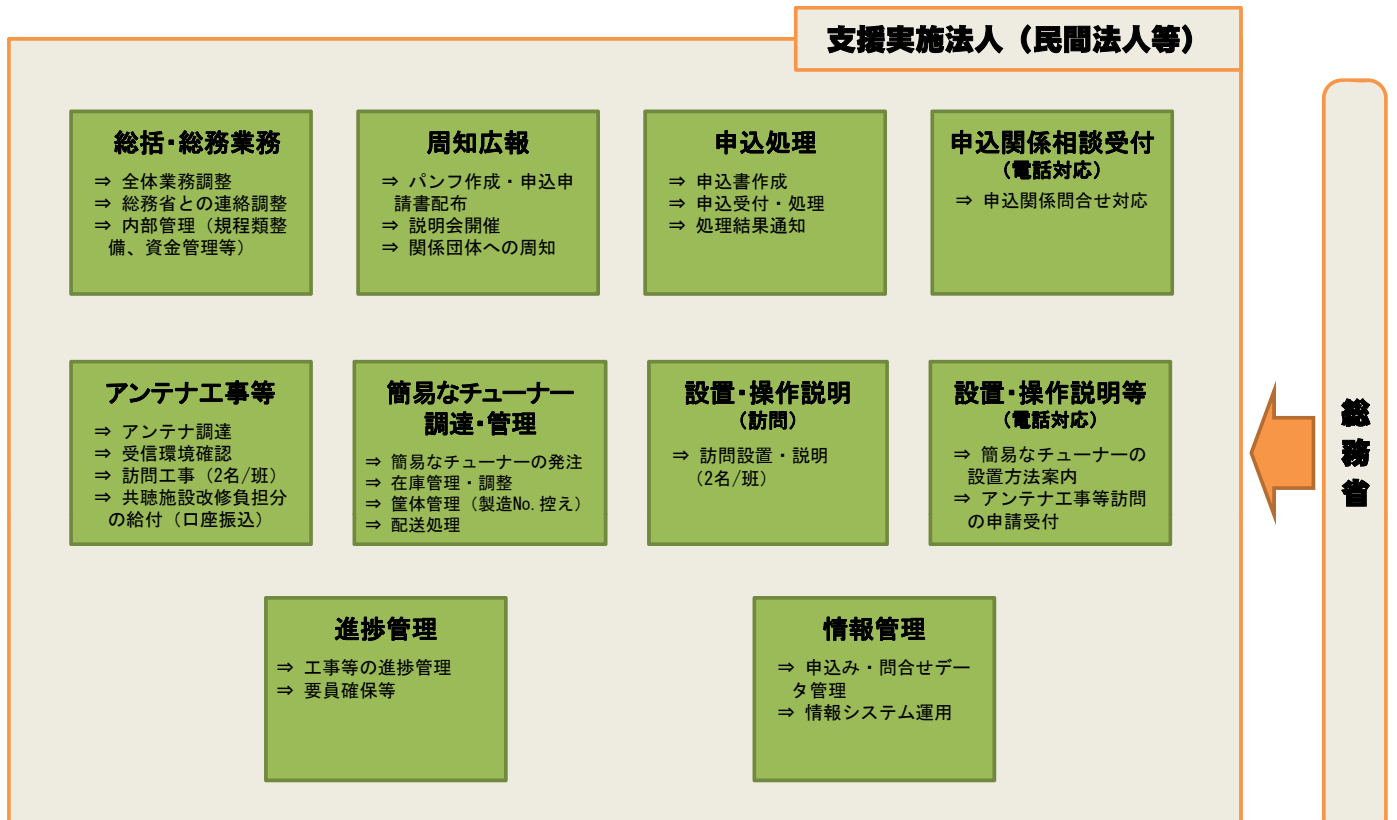 支援実施法人（民間法人等）
総括・総務業務
⇒ 全体業務調整
⇒ 総務省との連絡調整
⇒ 内部管理（規程類整
備、資金管理等）
周知広報
⇒ パンフ作成・申込申
請書配布
⇒ 説明会開催
⇒ 関係団体への周知
申込処理
⇒ 申込書作成
⇒ 申込受付・処理
⇒ 処理結果通知
申込関係相談受付
（電話対応）
⇒ 申込関係問合せ対応
アンテナ工事等
⇒ アンテナ調達
⇒ 受信環境確認
⇒ 訪問工事（2名/班）
⇒ 共聴施設改修負担分
の給付（口座振込）
簡易なチューナー
調達・管理
⇒ 簡易なチューナーの発注
⇒ 在庫管理・調整
⇒ 筐体管理（製造No.控え）
⇒ 配送処理
設置・操作説明
（訪問）
⇒ 訪問設置・説明
（2名/班）
設置・操作説明等
（電話対応）
⇒ 簡易なチューナーの
設置方法案内
⇒ アンテナ工事等訪問
の申請受付
進捗管理
⇒ 工事等の進捗管理
⇒ 要員確保等
情報管理
⇒ 申込み・問合せデー
タ管理
⇒ 情報システム運用
総務省